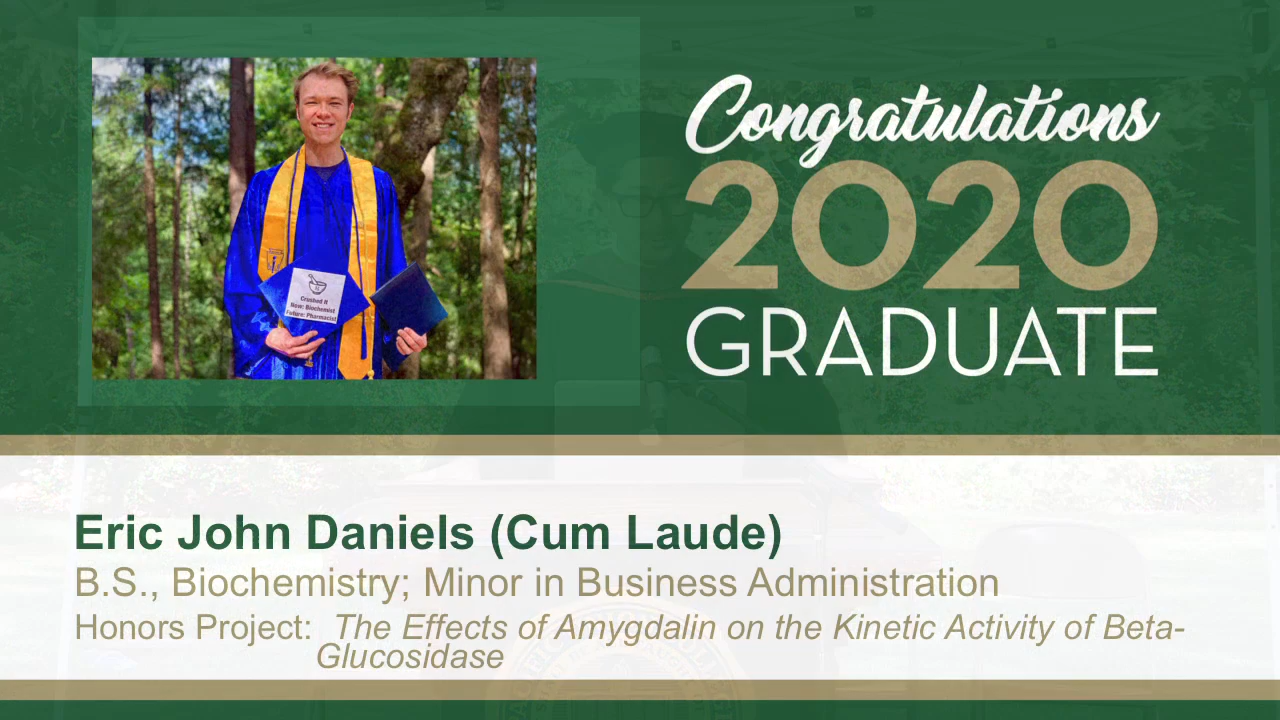 Congratulations
2020
GRADUATE
Crushed It
Now: Biochemist
Future: Pharmacist
Eric John Daniels (Cum Laude)
B.S., Biochemistry; Minor in Business Administration
Honors Project: The Effects of Amygdalin on the Kinetic Activity of Beta-
Glucosidase